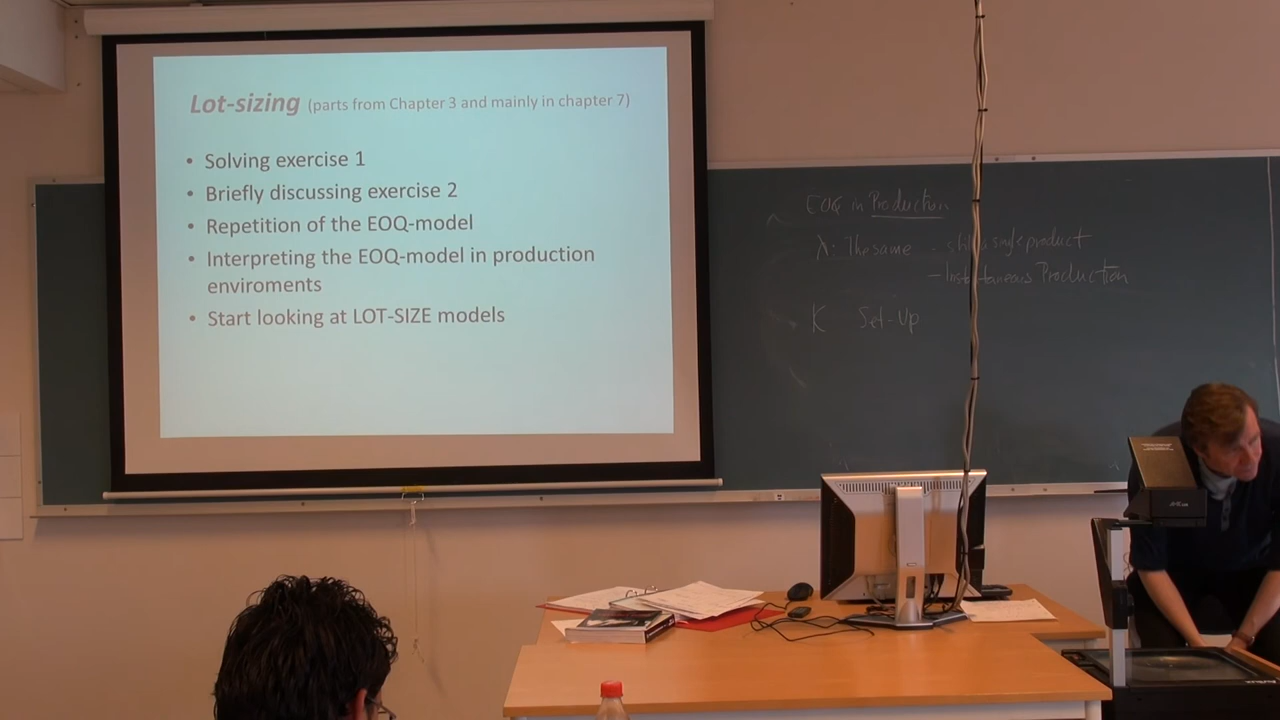 Lot-sizing (parts from Chapter 3 and mainly in chapter 7)
• Solving exercise 1
• Briefly discussing exercise 2
• Repetition of the EOQ-model
• Interpreting the EOQ-model in production
enviroments
• Start looking at LOT-SIZE models
EOQ in Production
λ: The same - still single product
- Instantaneous Production
K Set-Up